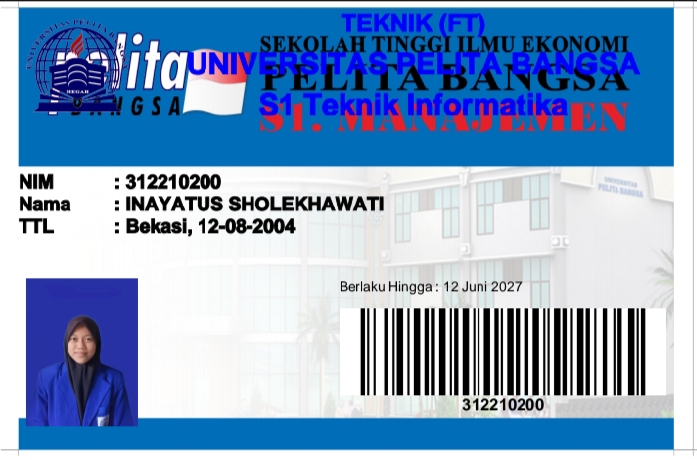 UNIVERSITAS PELITA BANGSA
MEGAH
pelita
BANGSA
TEKNIK (FT)
SEKOLAH TINGGI ILMU EKONOMI
UNIVERSITAS PELITA BANGSA
PELITA BANGSA
S1 Teknik Informatika
S1. MANAJEMEN
NIM : 312210200
Nama : INAYATUS SHOLEKHAWATI
TTL : Bekasi, 12-08-2004
UNIVERSITAS
PELITA BANGSA
Berlaku Hingga : 12 Juni 2027
312210200